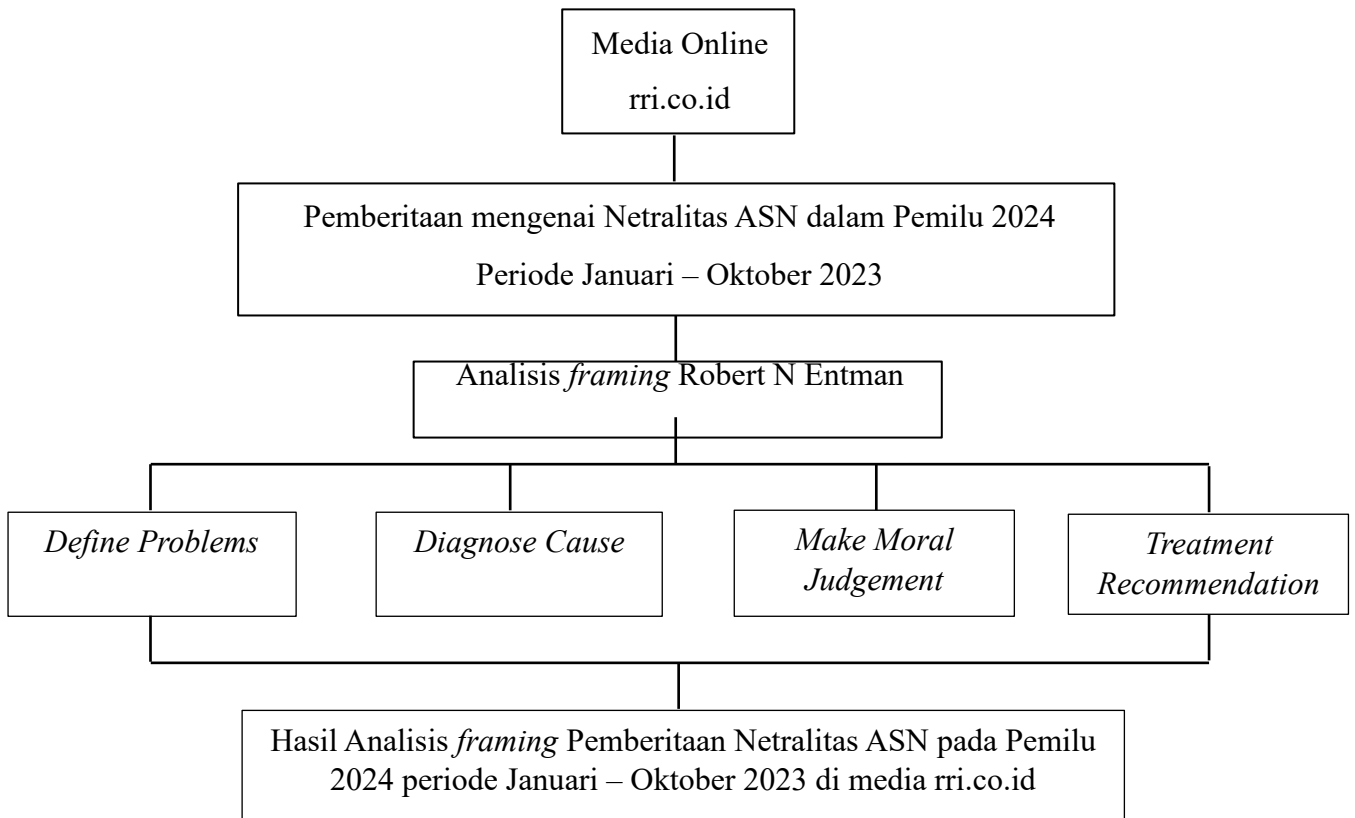 Media Online
rri.co.id
Pemberitaan mengenai Netralitas ASN dalam Pemilu 2024
Periode Januari – Oktober 2023
Analisis framing Robert N Entman
Define Problems
Diagnose Cause
Make Moral
Judgement
Treatment
Recommendation
Hasil Analisis framing Pemberitaan Netralitas ASN pada Pemilu
2024 periode Januari – Oktober 2023 di media rri.co.id